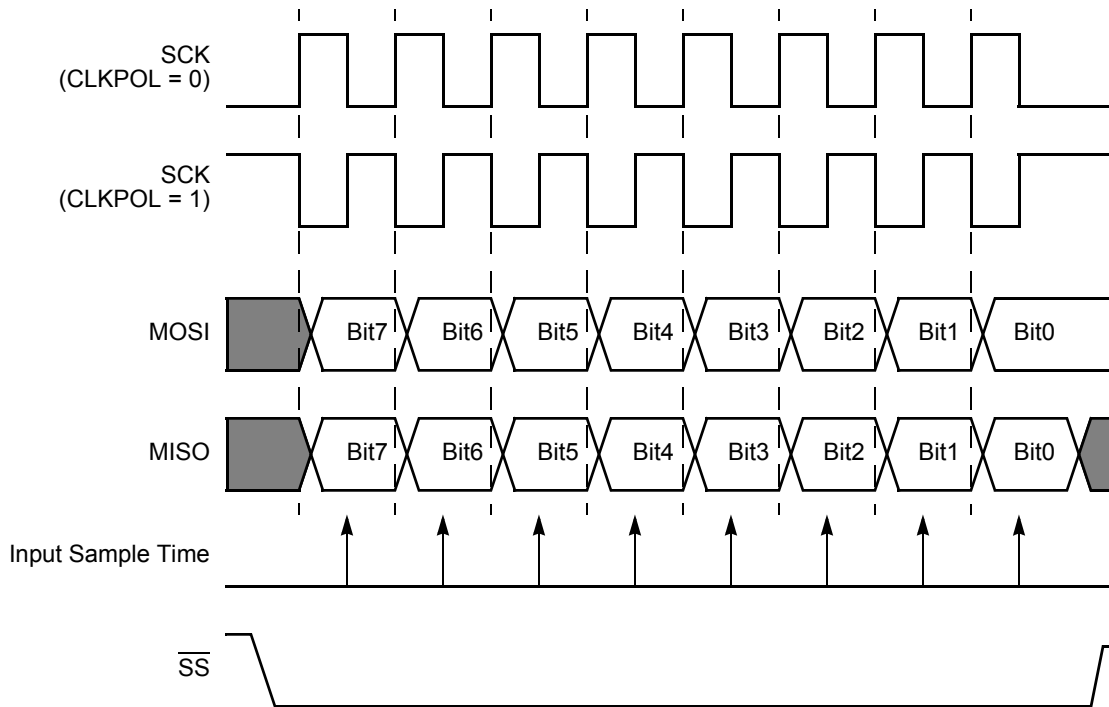 SCK
(CLKPOL = 0)
SCK
(CLKPOL = 1)
MOSI
Bit7 Bit6 Bit5 Bit4 Bit3 Bit2 Bit1 Bit0
MISO
Bit7 Bit6 Bit5 Bit4 Bit3 Bit2 Bit1 Bit0
Input Sample Time
SS